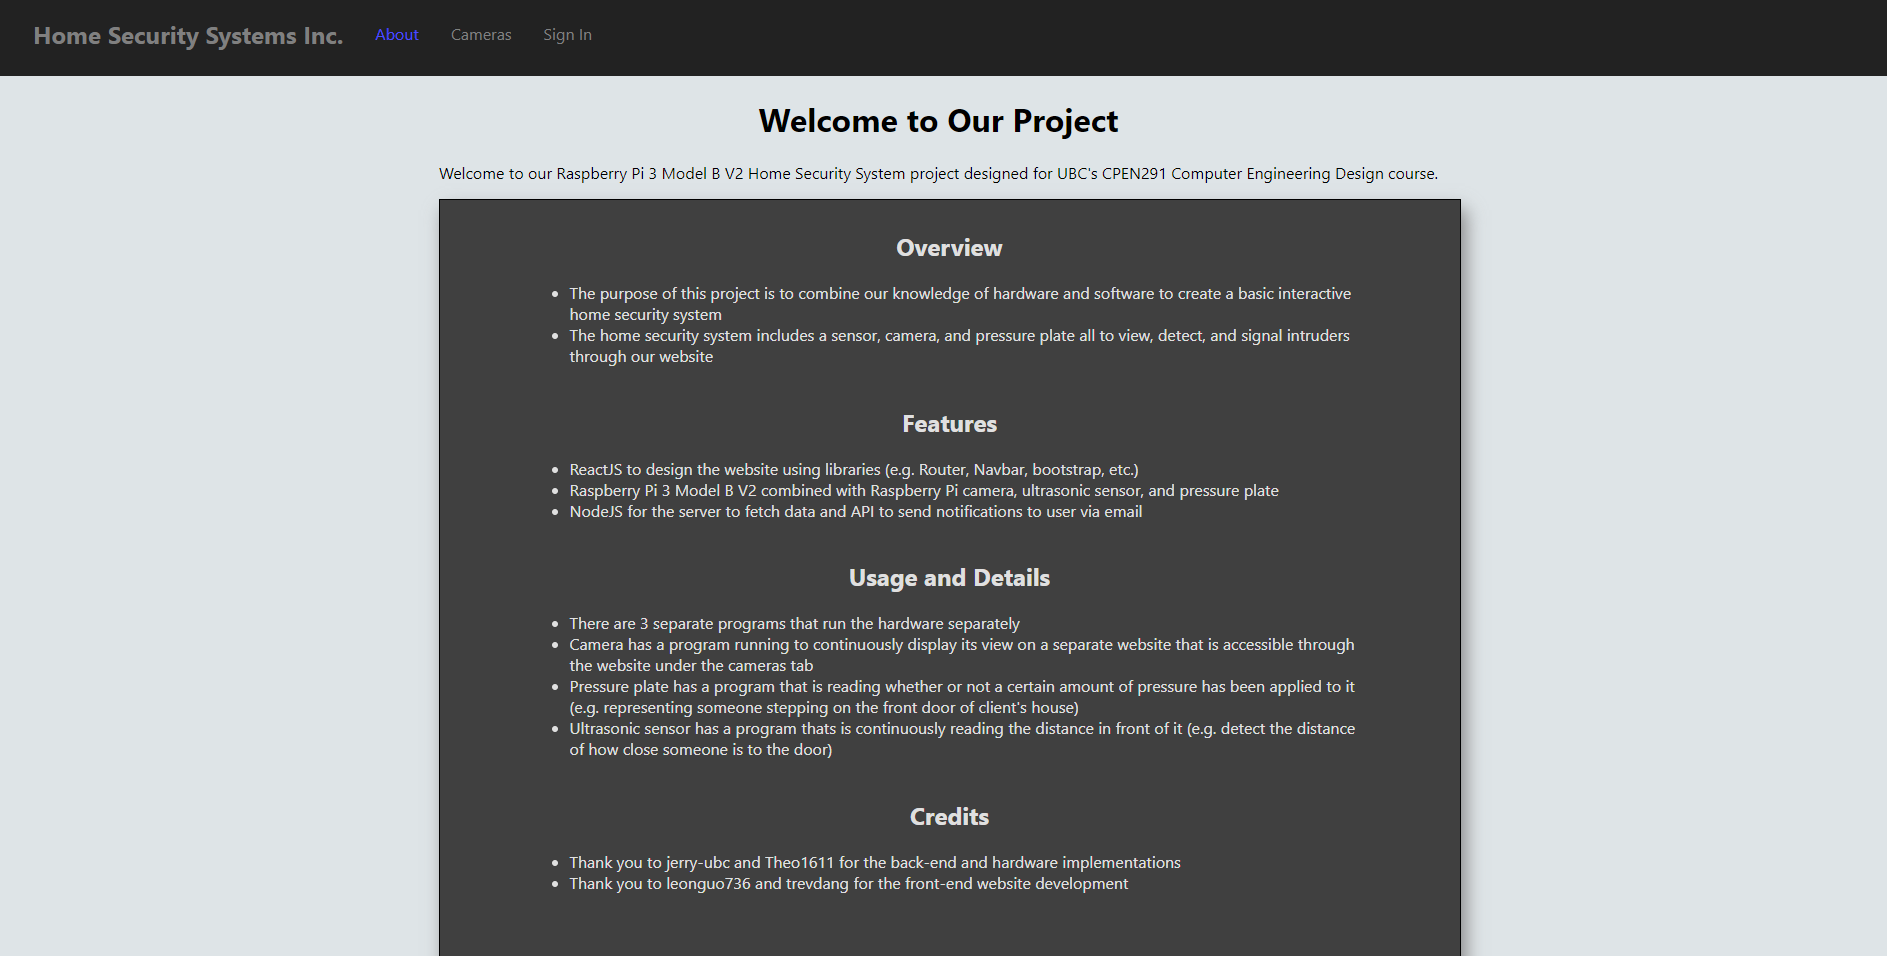 Home Security Systems Inc. About Cameras Sign In
Welcome to Our Project
Welcome to our Raspberry Pi 3 Model B V2 Home Security System project designed for UBC's CPEN291 Computer Engineering Design course.
Overview
The purpose of this project is to combine our knowledge of hardware and software to create a basic interactive
home security system
The home security system includes a sensor, camera, and pressure plate all to view, detect, and signal intruders
through our website
Features
ReactJS to design the website using libraries (e.g. Router, Navbar, bootstrap, etc.)
Raspberry Pi 3 Model B V2 combined with Raspberry Pi camera, ultrasonic sensor, and pressure plate
NodeJS for the server to fetch data and API to send notifications to user via email
Usage and Details
There are 3 separate programs that run the hardware separately
Camera has a program running to continuously display its view on a separate website that is accessible through
the website under the cameras tab
Pressure plate has a program that is reading whether or not a certain amount of pressure has been applied to it
(e.g. representing someone stepping on the front door of client's house)
Ultrasonic sensor has a program thats is continuously reading the distance in front of it (e.g. detect the distance
of how close someone is to the door)
Credits
Thank you to jerry-ubc and Theo1611 for the back-end and hardware implementations
Thank you to leonguo736 and trevdang for the front-end website development